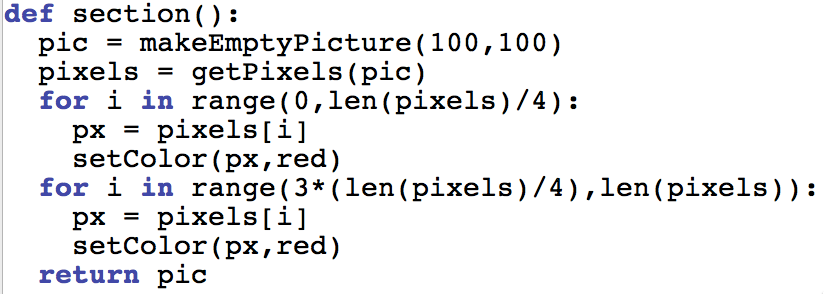 def section():
  pic = makeEmptyPicture(100,100)
  pixels = getPixels(pic)
  for i in range(0,len(pixels)/4):
    px = pixels[i]
    setColor(px,red)
  for i in range(3*(len(pixels)/4),len(pixels)):
    px = pixels[i]
    setColor(px,red)
  return pic